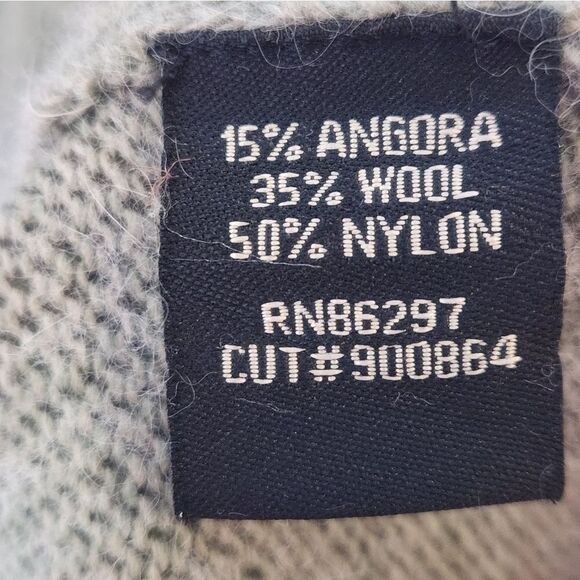 15% ANGORA
35% WOOL
50% NYLON
RN86297
CUT#900864